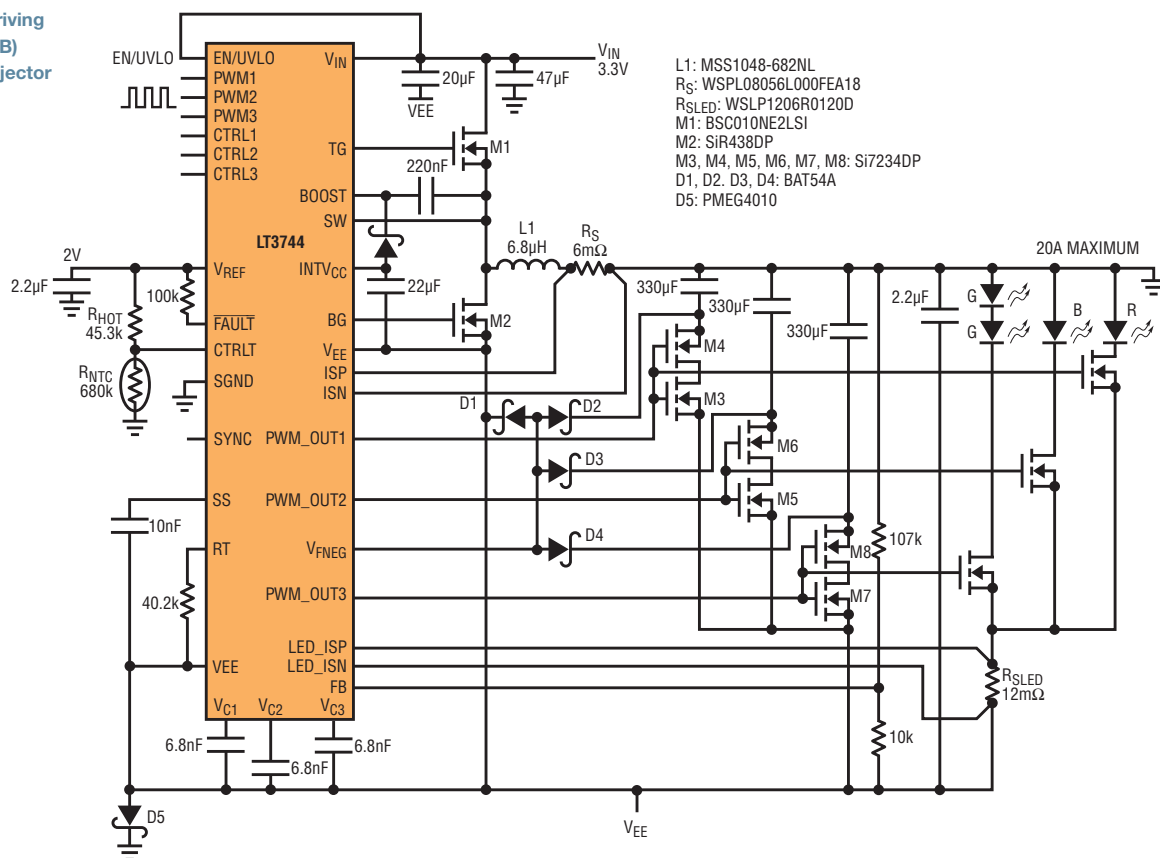 riving
B)
jector
EN/UVLO
EN/UVLO
PWM1
PWM2
PWM3
CTRL1
CTRL2
CTRL3
VIN
TG
BOOST
SW
LT3744
VREF
INTVCC
FAULT
BG
CTRLT
VEE
ISP
SGND
ISN
SYNC
PWM_OUT1
SS
PWM_OUT2
RT
VFNEG
PWM_OUT3
LED_ISP
VEE
LED_ISN
FB
VC1
VC2
VC3
20µF
VEE
47µF
VIN
3.3V
L1: MSS1048-682NL
RS: WSPL08056L000FEA18
RSLED: WSLP1206R0120D
M1: BSC010NE2LSI
M2: SiR438DP
M3, M4, M5, M6, M7, M8: Si7234DP
D1, D2. D3, D4: BAT54A
D5: PMEG4010
M1
220nF
L1
6.8µH
RS
6mΩ
20A MAXIMUM
2V
2.2µF
100k
RHOT
45.3k
RNTC
680k
22µF
M2
330µF
330µF
330µF
2.2µF
G
G
B
R
M4
M3
D1
D2
M6
D3
M5
D4
M8
M7
107k
10nF
40.2k
RSLED
12mΩ
10k
6.8nF
6.8nF
6.8nF
D5
VEE